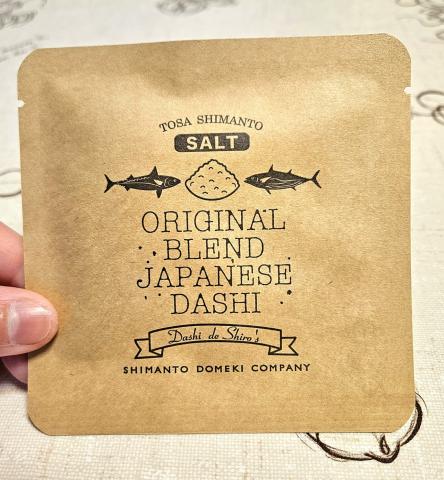 TOSA SHIMANTO
SALT
ORIGINAL
BLEND
JAPANESE
DASHI
Dashi de Shiro's
SHIMANTO DOMEKI COMPANY